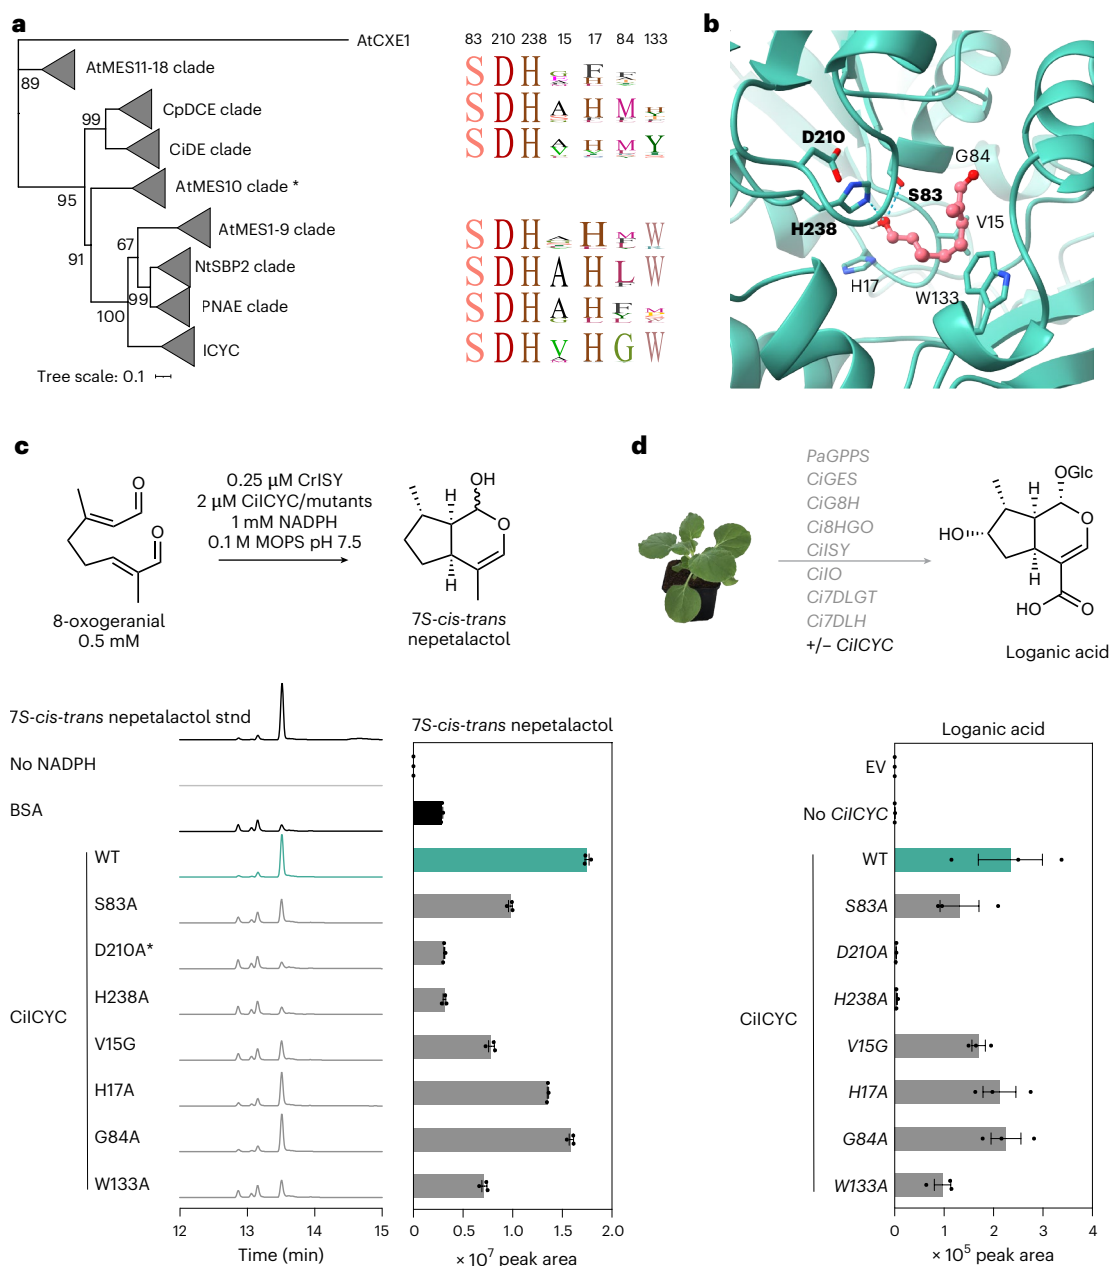 a
AtCXE1
AtMES11-18 clade
89
CpDCE clade
99
CiDE clade
AtMES10 clade *
95
AtMES1-9 clade
67
91
NtSBP2 clade
99
PNAE clade
100
ICYC
Tree scale: 0.1
83 210 238 15 17 84 133
S D H F
S D H A H M H
S D H A H M Y
S D H A H M W
S D H A H L W
S D H A H F M
S D H V H G W
b
D210
G84
S83
H238
V15
H17
W133
c
0.25 µM CrISY
2 µM CiICYC/mutants
1 mM NADPH
0.1 M MOPS pH 7.5
O
O
8-oxogeranial
0.5 mM
H
OH
O
H
7S-cis-trans
nepetalactol
7S-cis-trans nepetalactol stnd
No NADPH
BSA
WT
S83A
D210A*
H238A
CiICYC
V15G
H17A
G84A
W133A
12 13 14 15
Time (min)
7S-cis-trans nepetalactol
0 0.5 1.0 1.5 2.0
× 10⁷ peak area
d
PaGPPS
CiGES
CiG8H
Ci8HGO
CiISY
CiIO
Ci7DLGT
Ci7DLH
+/– CiICYC
OGlc
H
O
HO
H
HO
O
Loganic acid
Loganic acid
EV
No CiICYC
WT
S83A
D210A
H238A
CiICYC
V15G
H17A
G84A
W133A
0 1 2 3 4
× 10⁵ peak area